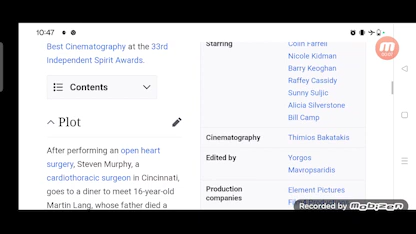 10:47
Best Cinematography at the 33rd
Independent Spirit Awards.
Contents
Plot
After performing an open heart
surgery, Steven Murphy, a
cardiothoracic surgeon in Cincinnati,
goes to a diner to meet 16-year-old
Martin Lang, whose father died a
Starring
Colin Farrell
Nicole Kidman
Barry Keoghan
Raffey Cassidy
Sunny Suljic
Alicia Silverstone
Bill Camp
Cinematography
Thimios Bakatakis
Edited by
Yorgos
Mavropsaridis
Production
companies
Element Pictures
Recorded by Mobizen